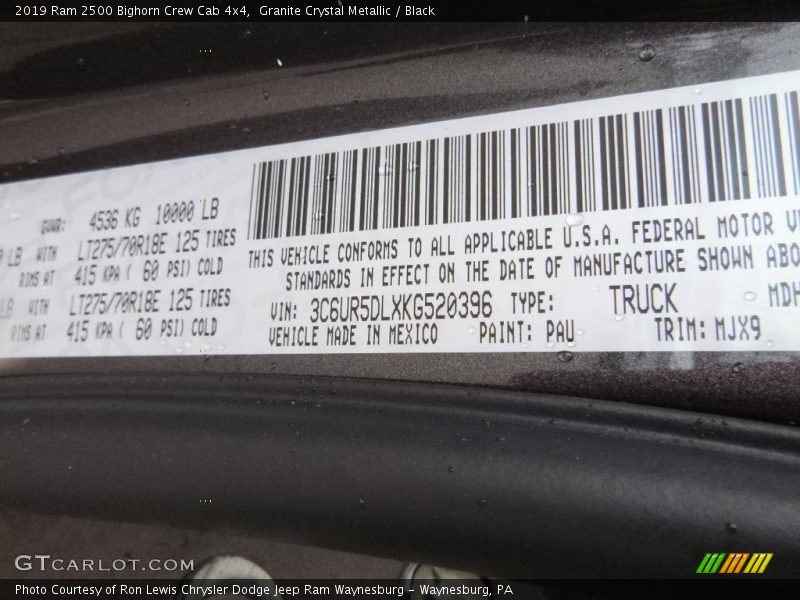 2019 Ram 2500 Bighorn Crew Cab 4x4,  Granite Crystal Metallic / Black
GVWR: 4536 KG 10000 LB
LB WITH LT275/70R18E 125 TIRES
RIMS AT 415 KPA ( 60 PSI) COLD
LB WITH LT275/70R18E 125 TIRES
RIMS AT 415 KPA ( 60 PSI) COLD
THIS VEHICLE CONFORMS TO ALL APPLICABLE U.S.A. FEDERAL MOTOR
STANDARDS IN EFFECT ON THE DATE OF MANUFACTURE SHOWN ABO
VIN: 3C6UR5DLXKG520396 TYPE: TRUCK MDH
VEHICLE MADE IN MEXICO PAINT: PAU TRIM: MJX9
GTCARLOT.COM
Photo Courtesy of Ron Lewis Chrysler Dodge Jeep Ram Waynesburg - Waynesburg, PA